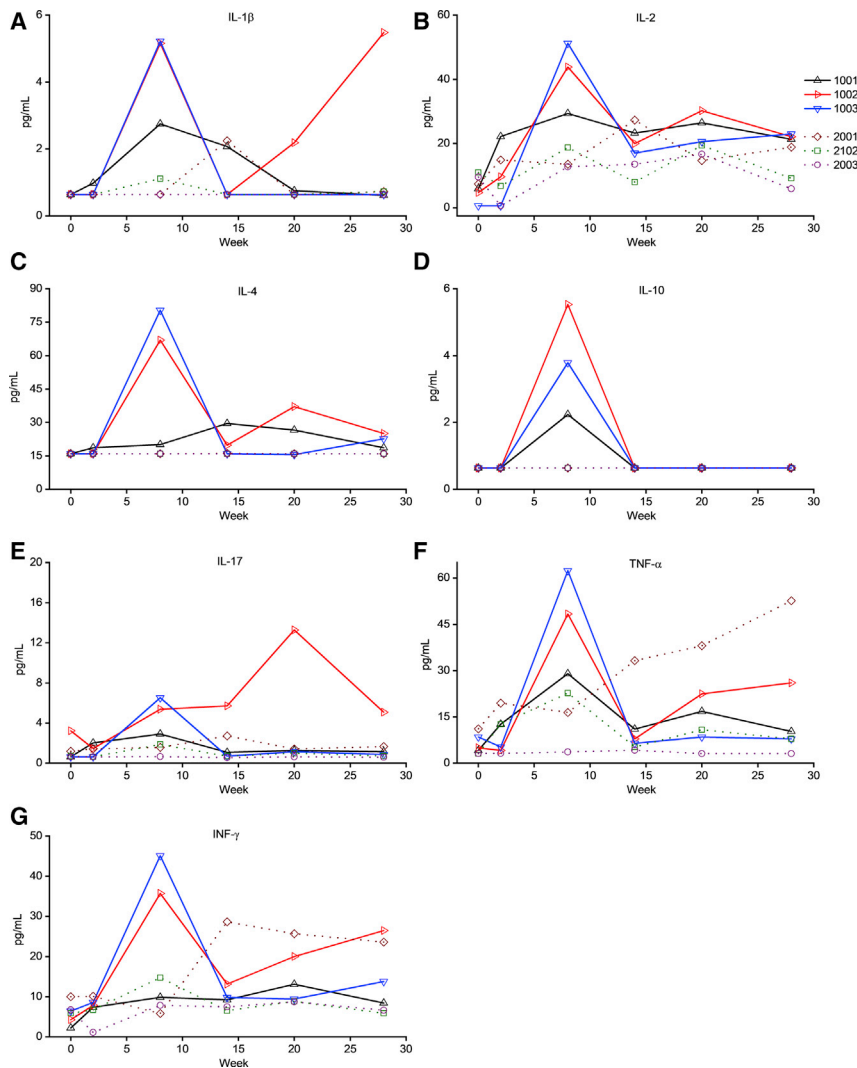 A
IL-1β
6
4
2
0
pg/mL
0 5 10 15 20 25 30
Week
B
IL-2
60
40
20
0
pg/mL
0 5 10 15 20 25 30
Week
1001
1002
1003
2001
2102
2003
C
IL-4
90
75
60
45
30
15
0
pg/mL
0 5 10 15 20 25 30
Week
D
IL-10
6
4
2
0
pg/mL
0 5 10 15 20 25 30
Week
E
IL-17
20
16
12
8
4
0
pg/mL
0 5 10 15 20 25 30
Week
F
TNF-α
60
45
30
15
0
pg/mL
0 5 10 15 20 25 30
Week
G
INF-γ
50
40
30
20
10
0
pg/mL
0 5 10 15 20 25 30
Week